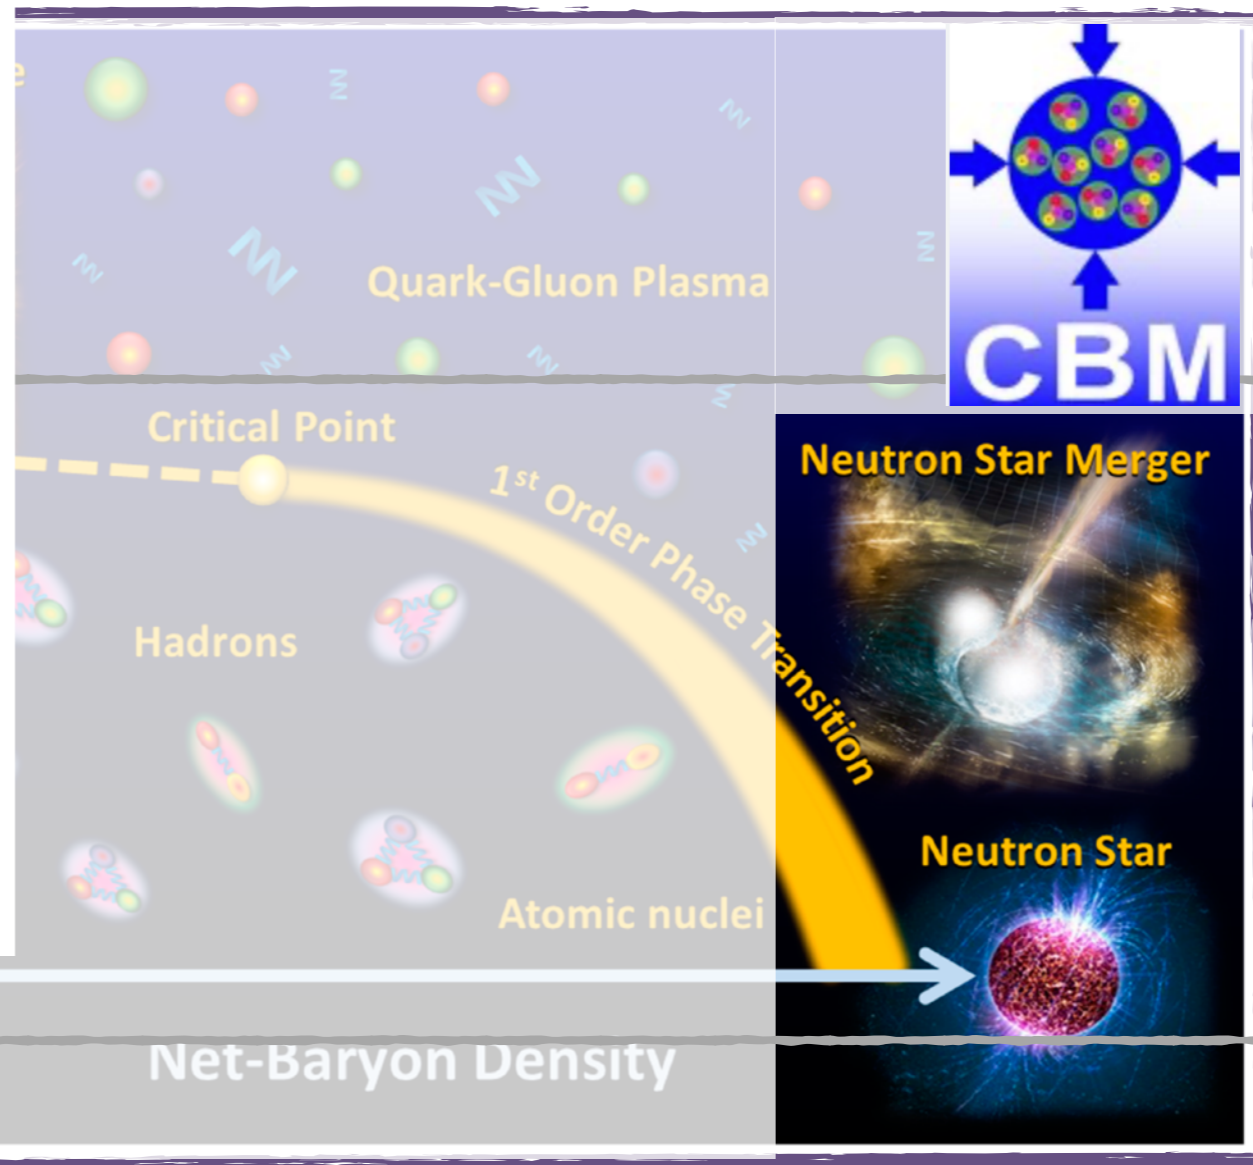 e
Quark-Gluon Plasma
CBM
Critical Point
1st Order Phase Transition
Neutron Star Merger
Hadrons
Neutron Star
Atomic nuclei
Net-Baryon Density